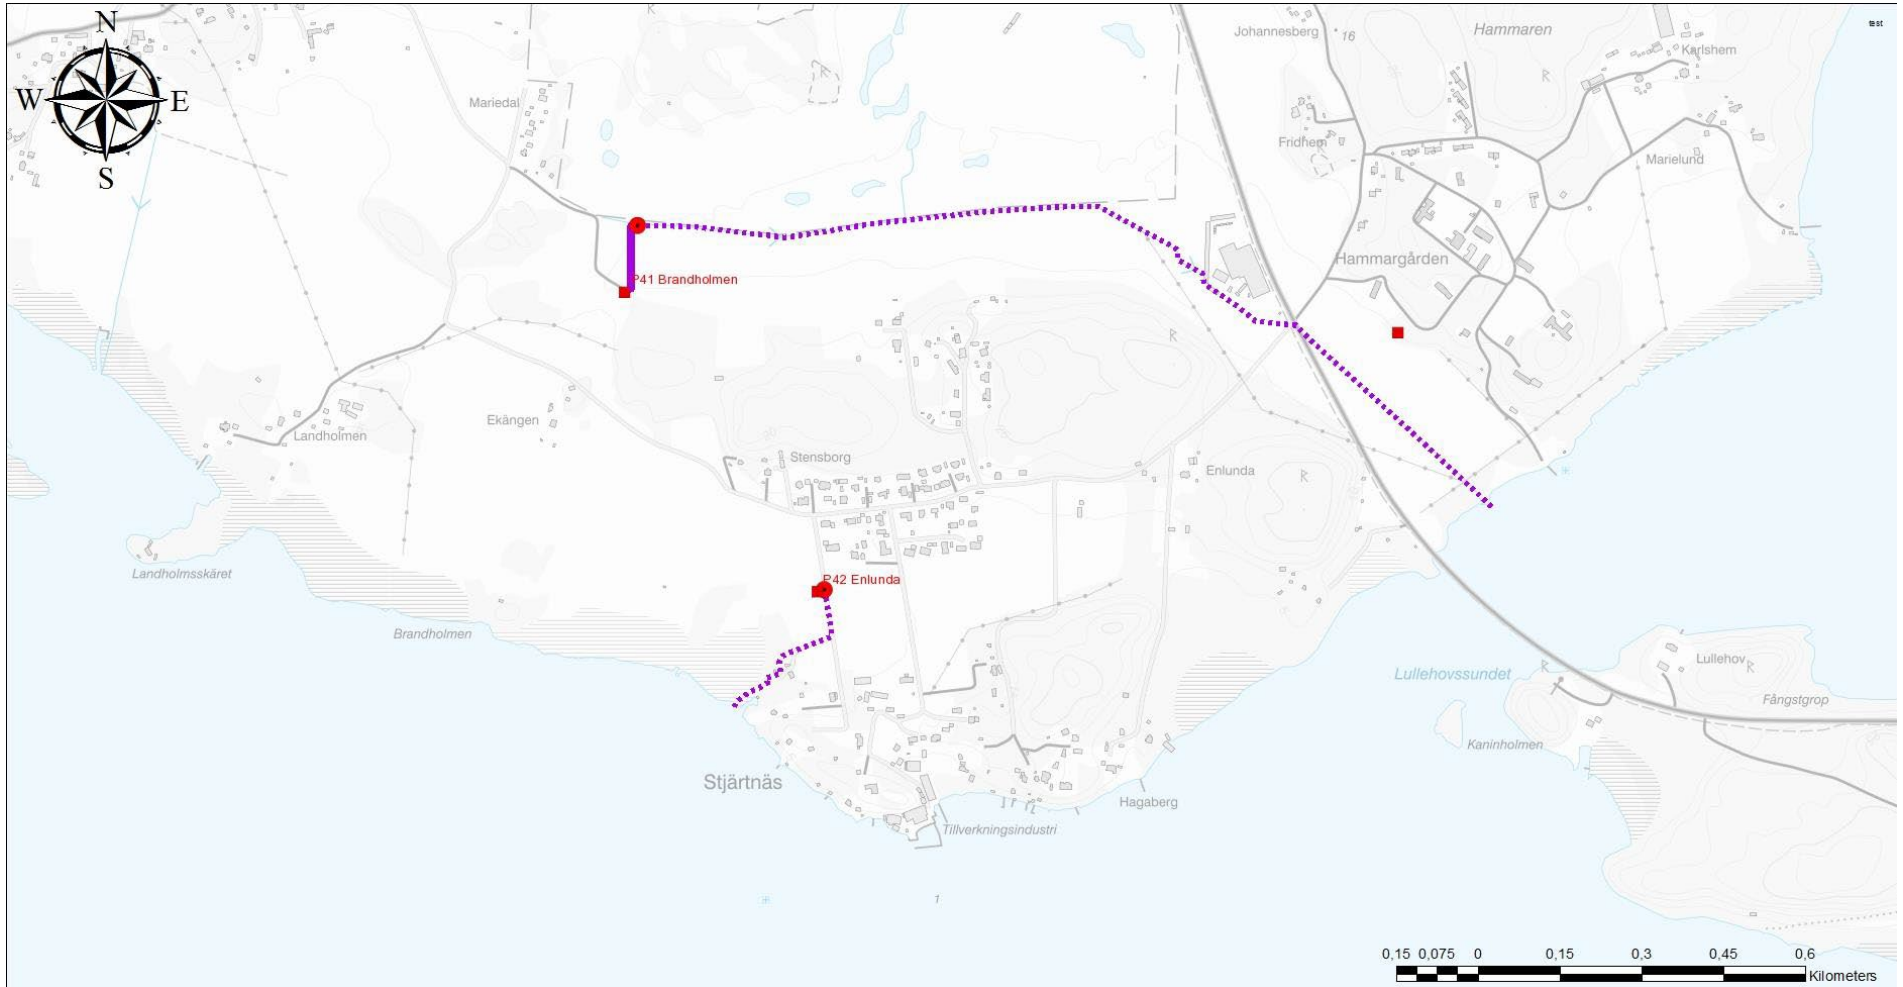 test
N
W E
S
Johannesberg 16
Hammaren
Karlshem
Mariedal
Fridhem
Marielund
Hammargården
P41 Brandholmen
Ekängen
Landholmen
Stensborg
Enlunda
Landholmsskäret
P42 Enlunda
Brandholmen
Lullehovssundet
Lullehov
Fångstgrop
Kaninholmen
Stjärtnäs
Hagaberg
Tillverkningsindustri
1
0,15 0,075 0 0,15 0,3 0,45 0,6
Kilometers